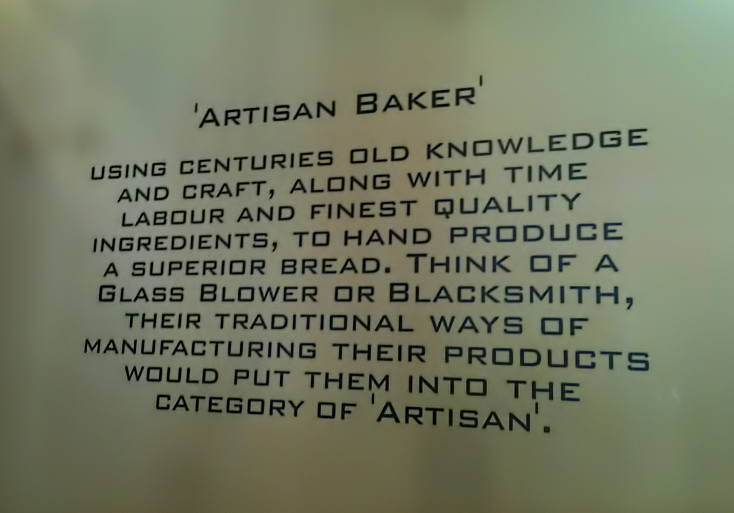 'Artisan Baker'
using centuries old knowledge
and craft, along with time
labour and finest quality
ingredients, to hand produce
a superior bread. Think of a
Glass Blower or Blacksmith,
their traditional ways of
manufacturing their products
would put them into the
category of 'Artisan'.